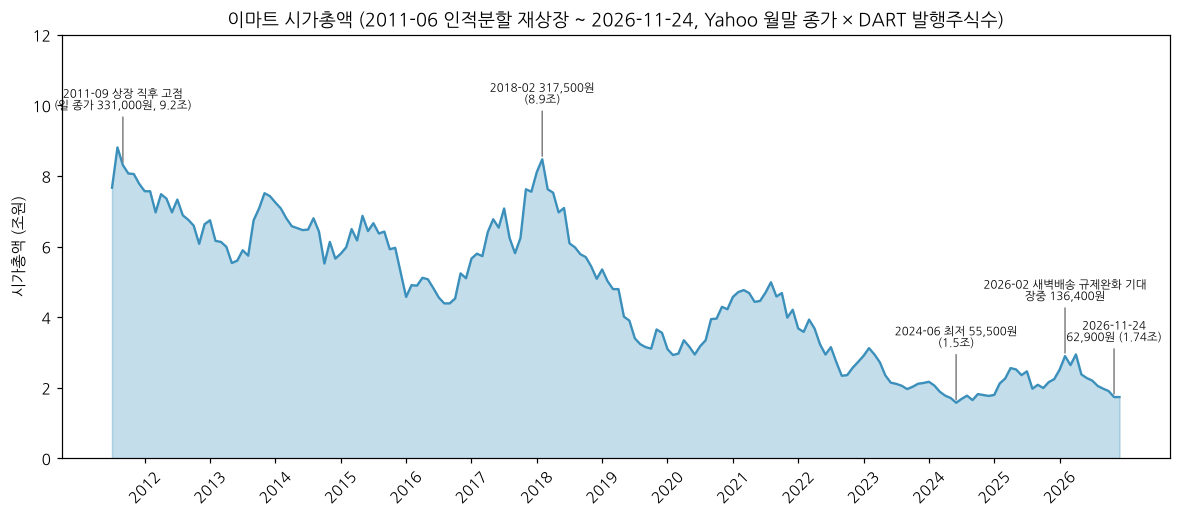 이마트 시가총액 (2011-06 인적분할 재상장 ~ 2026-11-24, Yahoo 월말 종가 × DART 발행주식수)
시가총액 (조원)
12
10
8
6
4
2
0
2011-09 상장 직후 고점
(일 종가 331,000원, 9.2조)
2018-02 317,500원
(8.9조)
2024-06 최저 55,500원
(1.5조)
2026-02 새벽배송 규제완화 기대
장중 136,400원
2026-11-24
62,900원 (1.74조)
2012
2013
2014
2015
2016
2017
2018
2019
2020
2021
2022
2023
2024
2025
2026